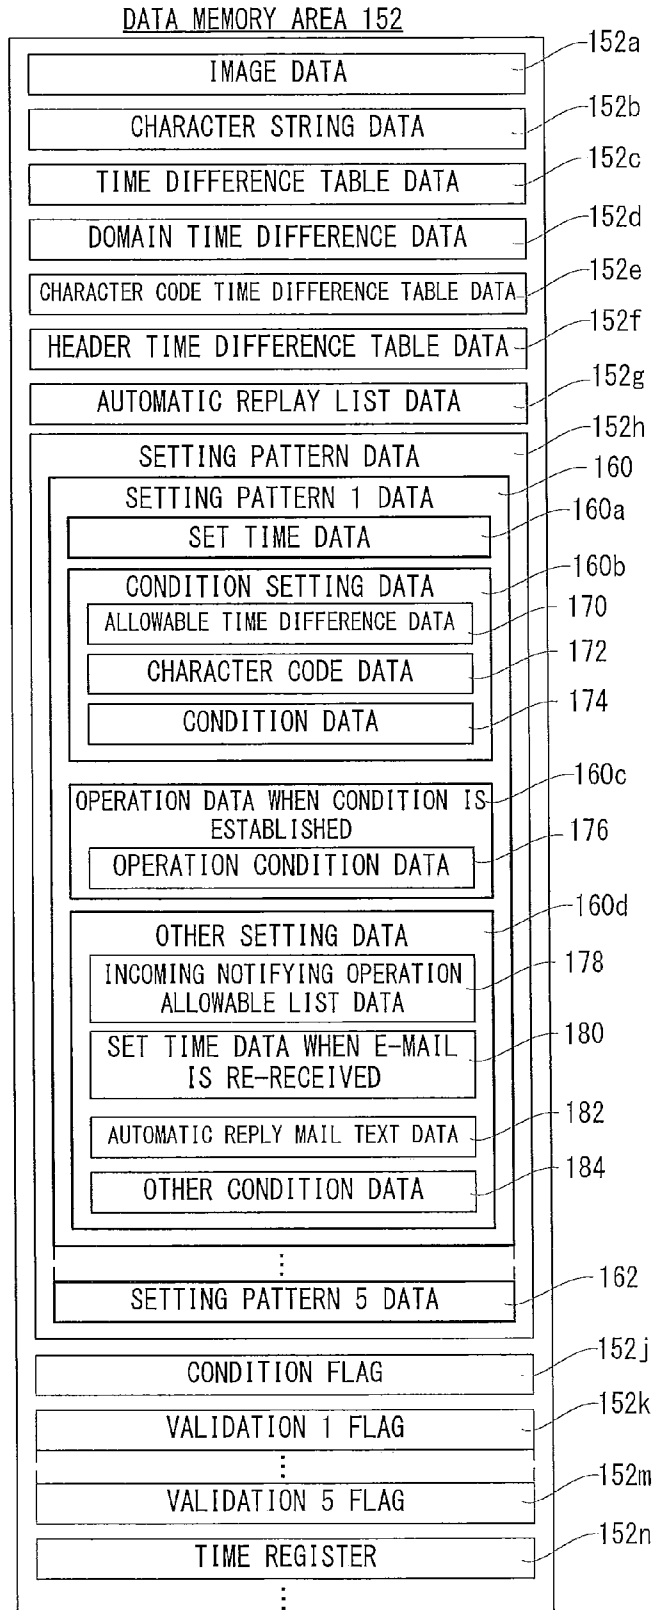 DATA MEMORY AREA 152
IMAGE DATA 152a
CHARACTER STRING DATA 152b
TIME DIFFERENCE TABLE DATA 152c
DOMAIN TIME DIFFERENCE DATA 152d
CHARACTER CODE TIME DIFFERENCE TABLE DATA 152e
HEADER TIME DIFFERENCE TABLE DATA 152f
AUTOMATIC REPLAY LIST DATA 152g
SETTING PATTERN DATA 152h
SETTING PATTERN 1 DATA 160
SET TIME DATA 160a
CONDITION SETTING DATA 160b
ALLOWABLE TIME DIFFERENCE DATA 170
CHARACTER CODE DATA 172
CONDITION DATA 174
OPERATION DATA WHEN CONDITION IS 160c
ESTABLISHED
OPERATION CONDITION DATA 176
OTHER SETTING DATA 160d
INCOMING NOTIFYING OPERATION 178
ALLOWABLE LIST DATA
SET TIME DATA WHEN E-MAIL 180
IS RE-RECEIVED
AUTOMATIC REPLY MAIL TEXT DATA 182
OTHER CONDITION DATA 184
⋮
SETTING PATTERN 5 DATA 162
CONDITION FLAG 152j
VALIDATION 1 FLAG 152k
⋮
VALIDATION 5 FLAG 152m
TIME REGISTER 152n
⋮